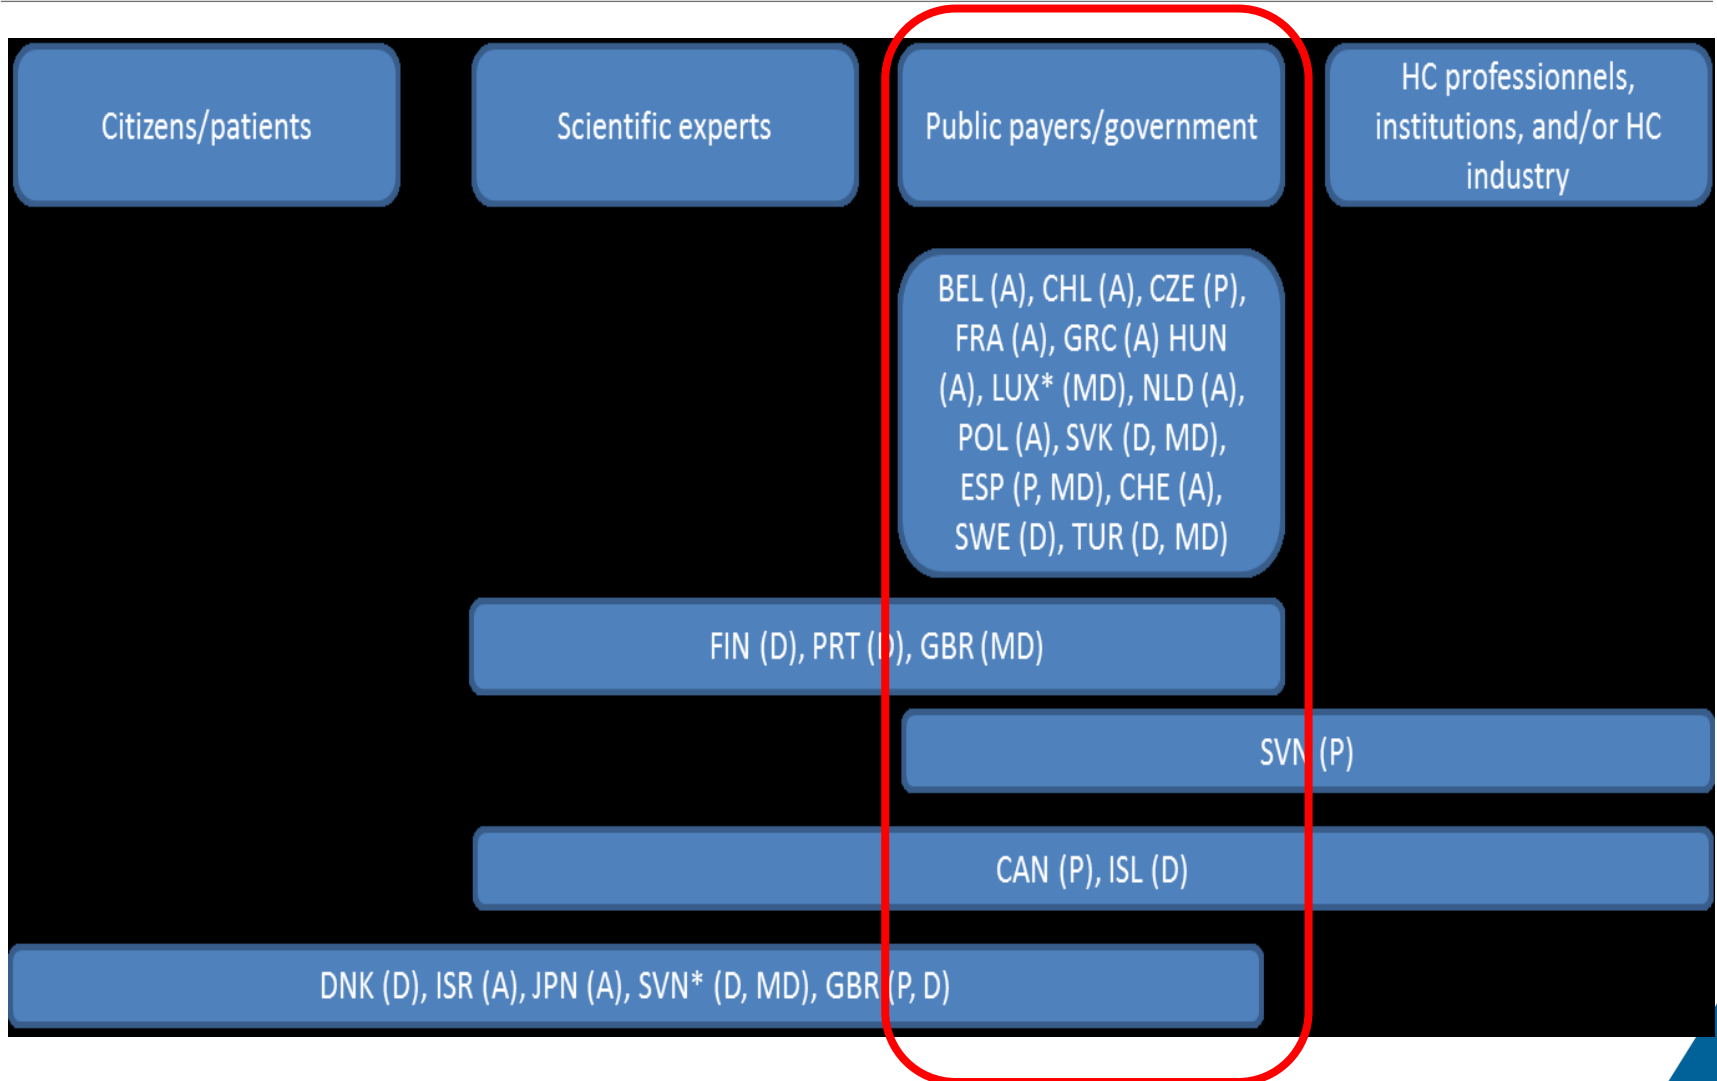 Citizens/patients
Scientific experts
Public payers/government
HC professionnels,
institutions, and/or HC
industry
BEL (A), CHL (A), CZE (P),
FRA (A), GRC (A) HUN
(A), LUX* (MD), NLD (A),
POL (A), SVK (D, MD),
ESP (P, MD), CHE (A),
SWE (D), TUR (D, MD)
FIN (D), PRT (D), GBR (MD)
SVN (P)
CAN (P), ISL (D)
DNK (D), ISR (A), JPN (A), SVN* (D, MD), GBR (P, D)